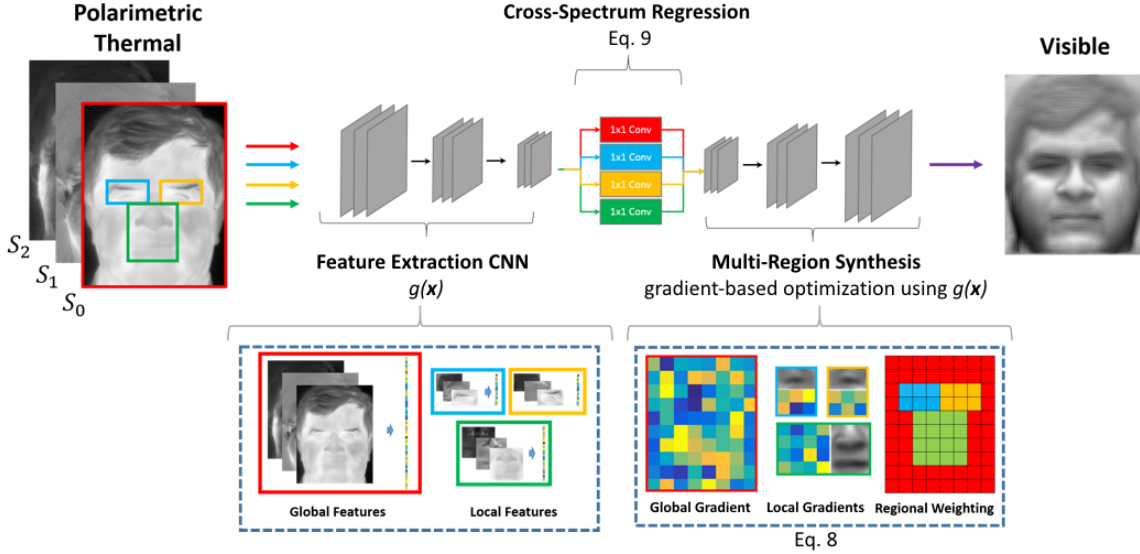 Polarimetric
Thermal
Cross-Spectrum Regression
Eq. 9
Visible
1x1 Conv
1x1 Conv
1x1 Conv
1x1 Conv
S₂
S₁
S₀
Feature Extraction CNN
g(x)
Multi-Region Synthesis
gradient-based optimization using g(x)
Global Features
Local Features
Global Gradient
Local Gradients
Regional Weighting
Eq. 8